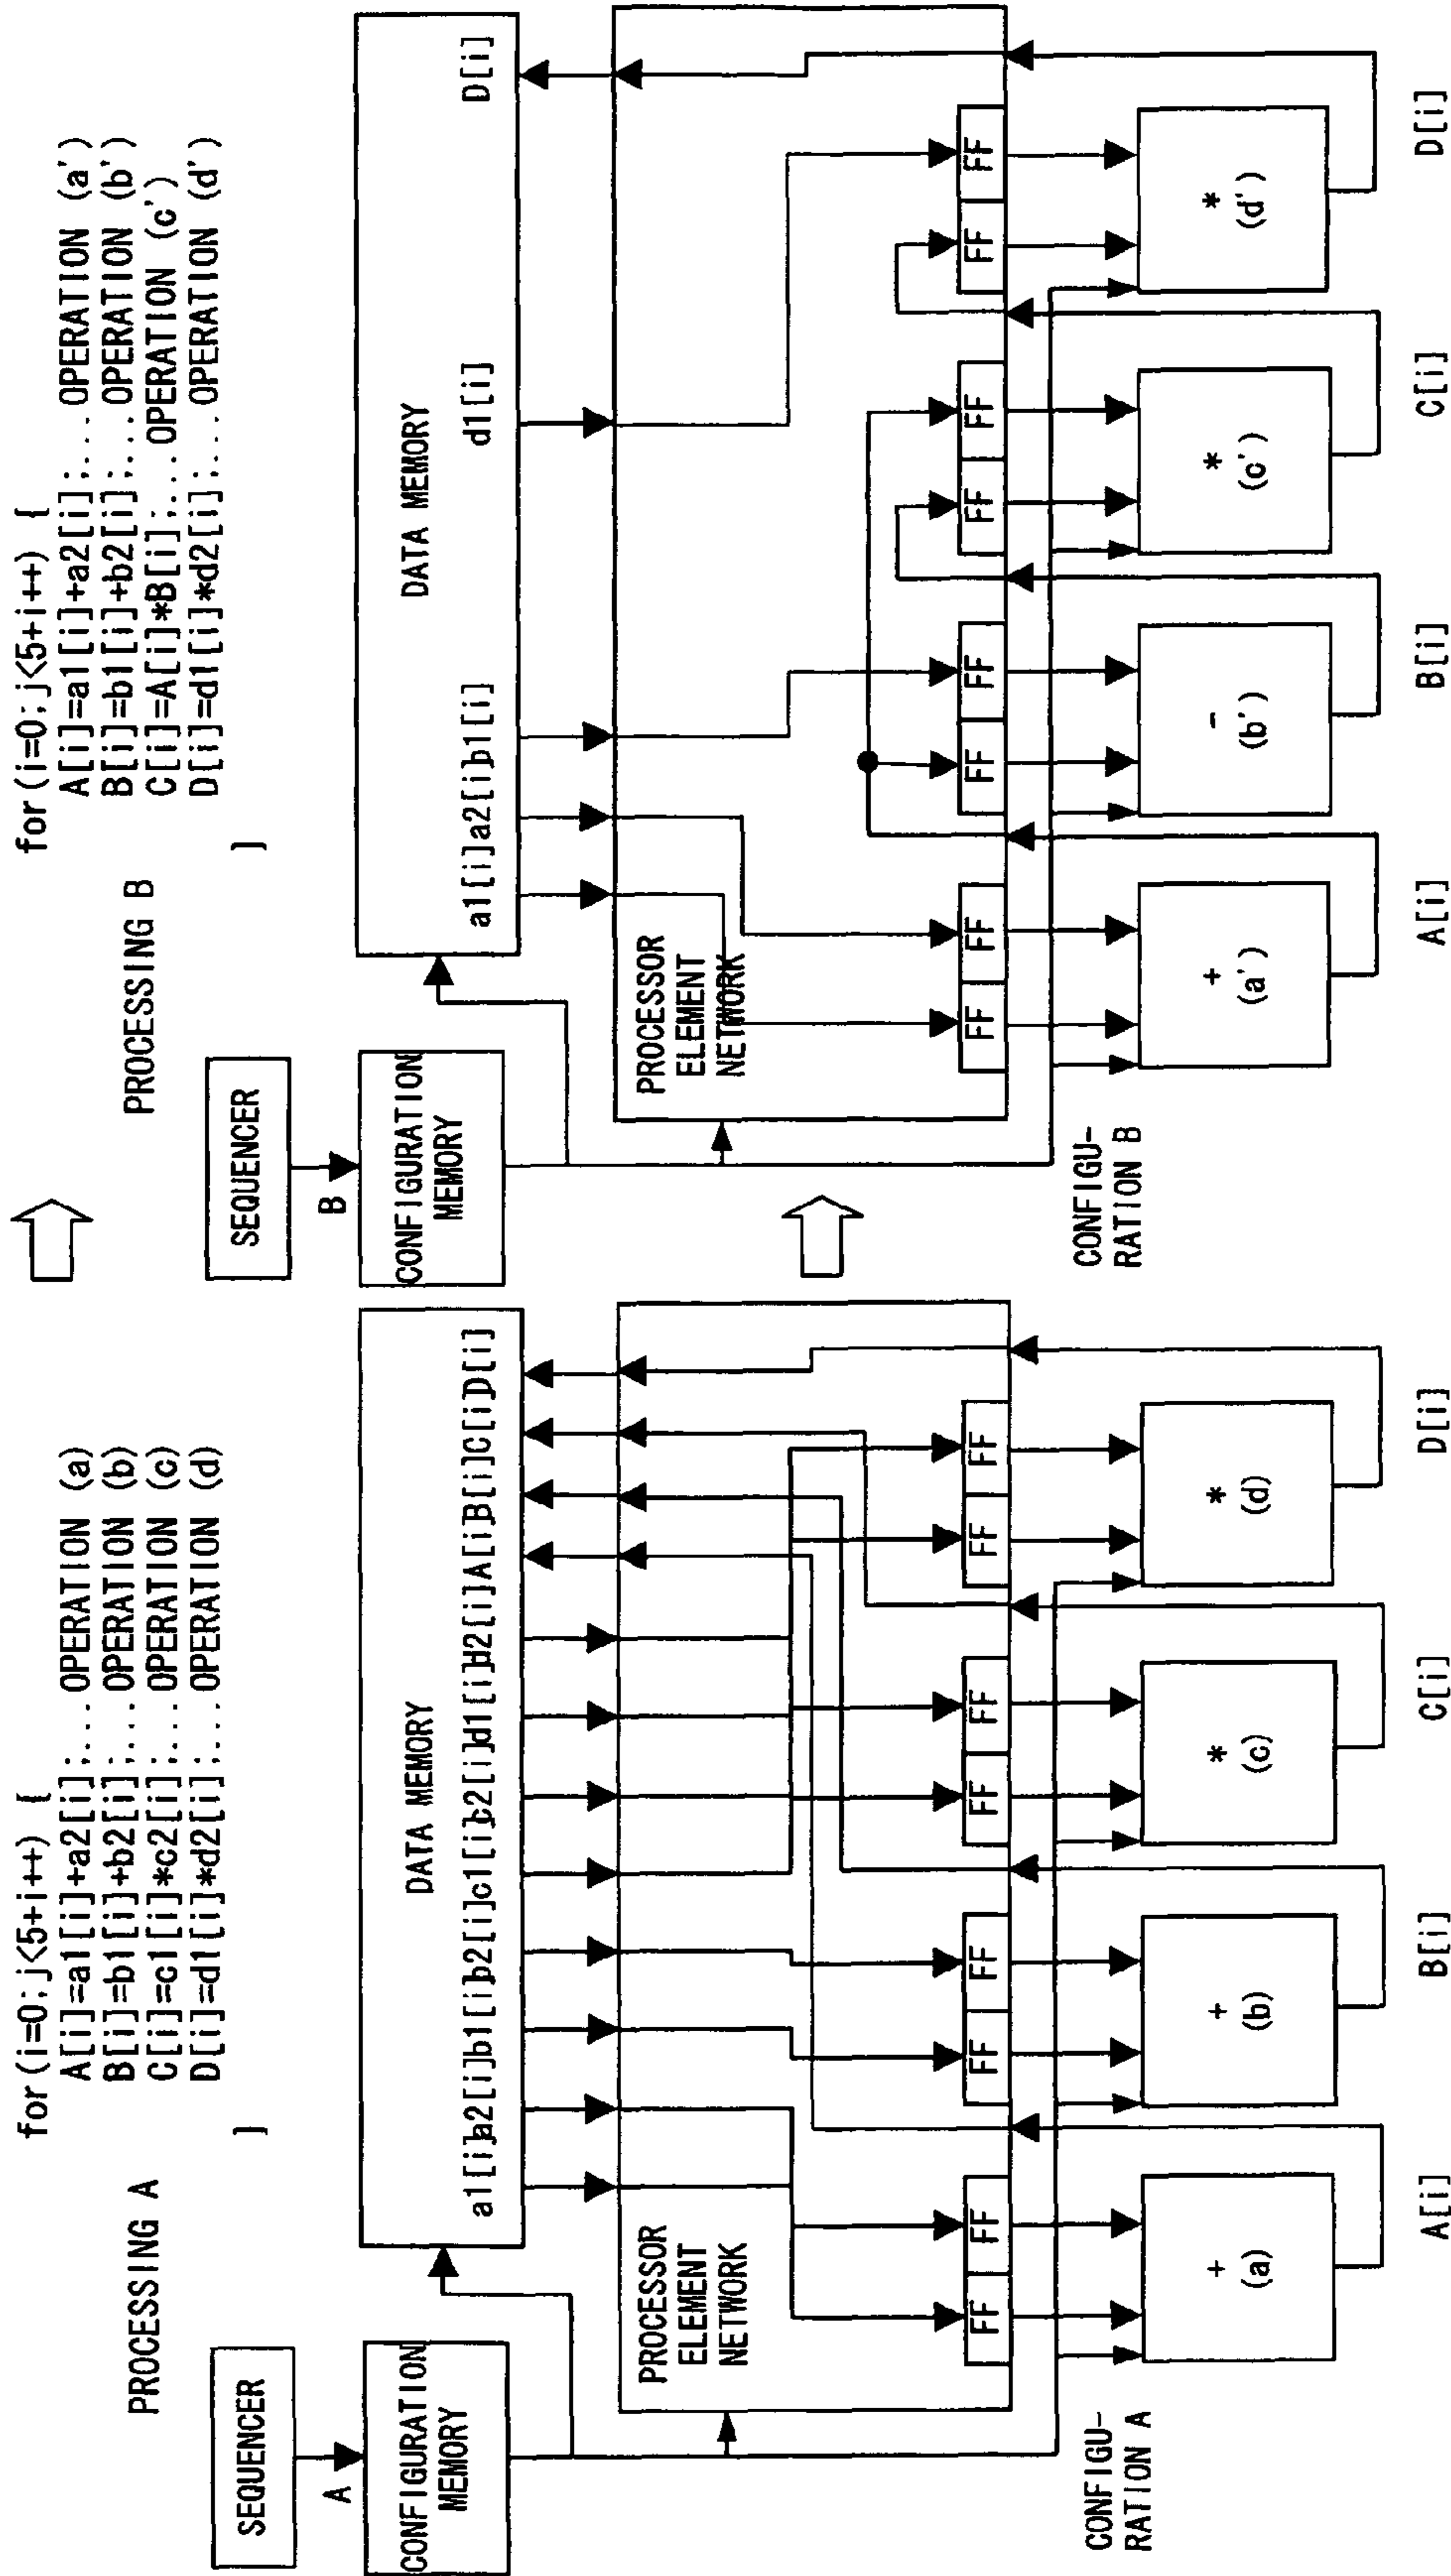 for(i=0;j<5+i++) {
A[i]=a1[i]+a2[i];...OPERATION (a)
B[i]=b1[i]+b2[i];...OPERATION (b)
C[i]=c1[i]*c2[i];...OPERATION (c)
D[i]=d1[i]*d2[i];...OPERATION (d)
}
PROCESSING A
SEQUENCER
A
CONFIGURATION
MEMORY
DATA MEMORY
a1[i]a2[i]b1[i]b2[i]c1[i]c2[i]d1[i]d2[i]A[i]B[i]C[i]D[i]
PROCESSOR
ELEMENT
NETWORK
FF FF FF FF FF FF FF FF
CONFIGU-
RATION A
+
(a)
+
(b)
*
(c)
*
(d)
A[i] B[i] C[i] D[i]
for(i=0;j<5+i++) {
A[i]=a1[i]+a2[i];...OPERATION (a')
B[i]=b1[i]+b2[i];...OPERATION (b')
C[i]=A[i]*B[i];...OPERATION (c')
D[i]=d1[i]*d2[i];...OPERATION (d')
}
PROCESSING B
SEQUENCER
B
CONFIGURATION
MEMORY
DATA MEMORY
a1[i]a2[i]b1[i] d1[i] D[i]
PROCESSOR
ELEMENT
NETWORK
FF FF FF FF FF FF FF FF
CONFIGU-
RATION B
+
(a')
-
(b')
*
(c')
*
(d')
A[i] B[i] C[i] D[i]